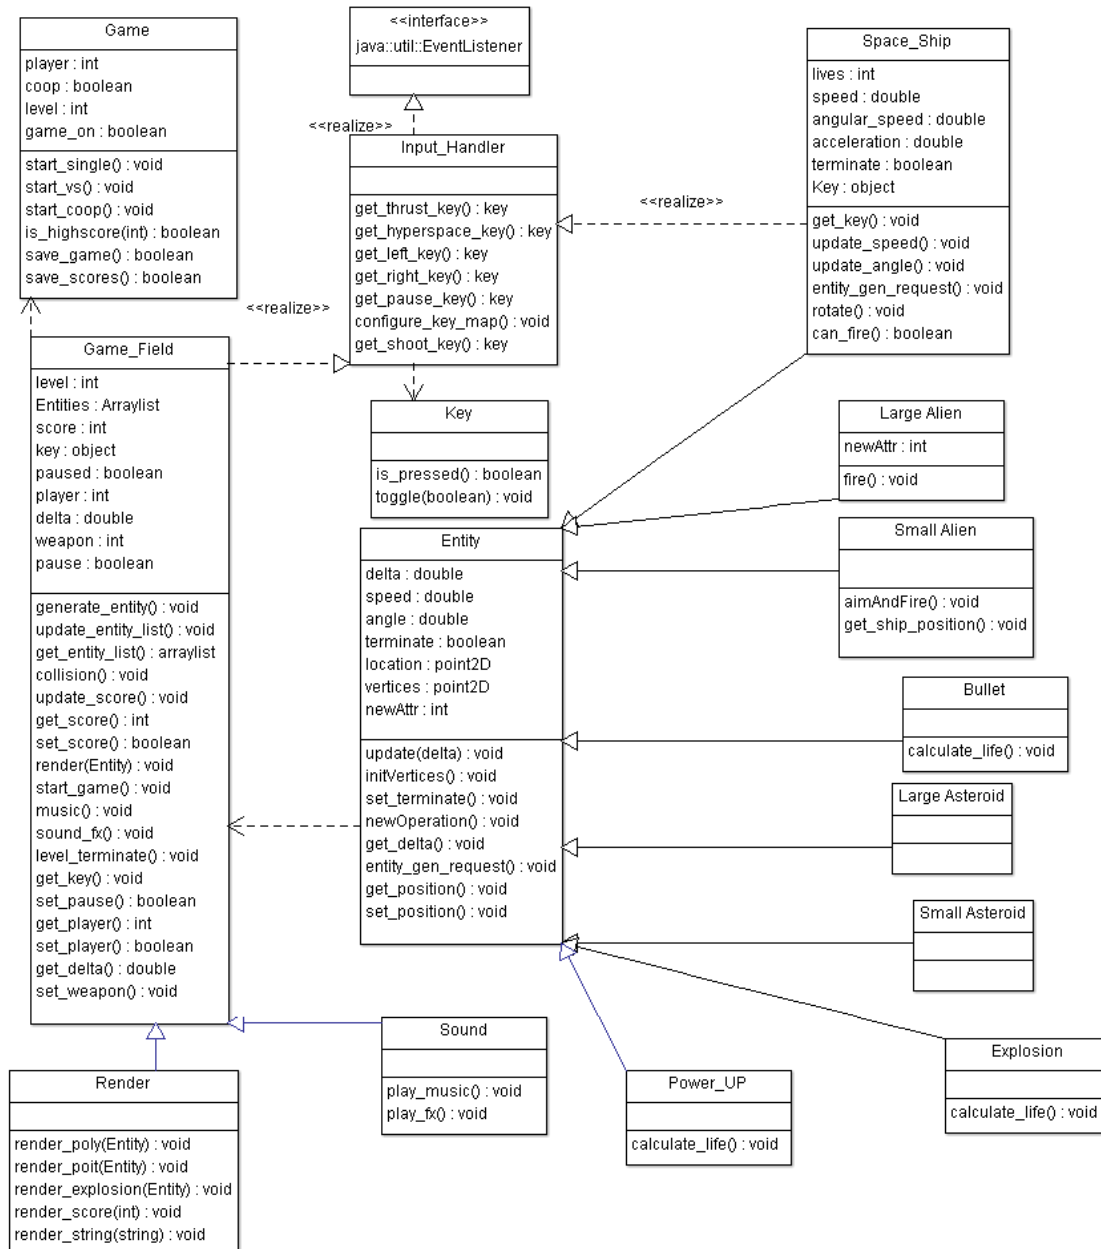 Game
player : int
coop : boolean
level : int
game_on : boolean
start_single() : void
start_vs() : void
start_coop() : void
is_highscore(int) : boolean
save_game() : boolean
save_scores() : boolean
<<interface>>
java::util::EventListener
<<realize>>
Input_Handler
get_thrust_key() : key
get_hyperspace_key() : key
get_left_key() : key
get_right_key() : key
get_pause_key() : key
configure_key_map() : void
get_shoot_key() : key
<<realize>>
Space_Ship
lives : int
speed : double
angular_speed : double
acceleration : double
terminate : boolean
Key : object
get_key() : void
update_speed() : void
update_angle() : void
entity_gen_request() : void
rotate() : void
can_fire() : boolean
<<realize>>
Game_Field
level : int
Entities : Arraylist
score : int
key : object
paused : boolean
player : int
delta : double
weapon : int
pause : boolean
generate_entity() : void
update_entity_list() : void
get_entity_list() : arraylist
collision() : void
update_score() : void
get_score() : int
set_score() : boolean
render(Entity) : void
start_game() : void
music() : void
sound_fx() : void
level_terminate() : void
get_key() : void
set_pause() : boolean
get_player() : int
set_player() : boolean
get_delta() : double
set_weapon() : void
Key
is_pressed() : boolean
toggle(boolean) : void
Large Alien
newAttr : int
fire() : void
Entity
delta : double
speed : double
angle : double
terminate : boolean
location : point2D
vertices : point2D
newAttr : int
update(delta) : void
initVertices() : void
set_terminate() : void
newOperation() : void
get_delta() : void
entity_gen_request() : void
get_position() : void
set_position() : void
Small Alien
aimAndFire() : void
get_ship_position() : void
Bullet
calculate_life() : void
Large Asteroid
Small Asteroid
Explosion
calculate_life() : void
Sound
play_music() : void
play_fx() : void
Power_UP
calculate_life() : void
Render
render_poly(Entity) : void
render_poit(Entity) : void
render_explosion(Entity) : void
render_score(int) : void
render_string(string) : void